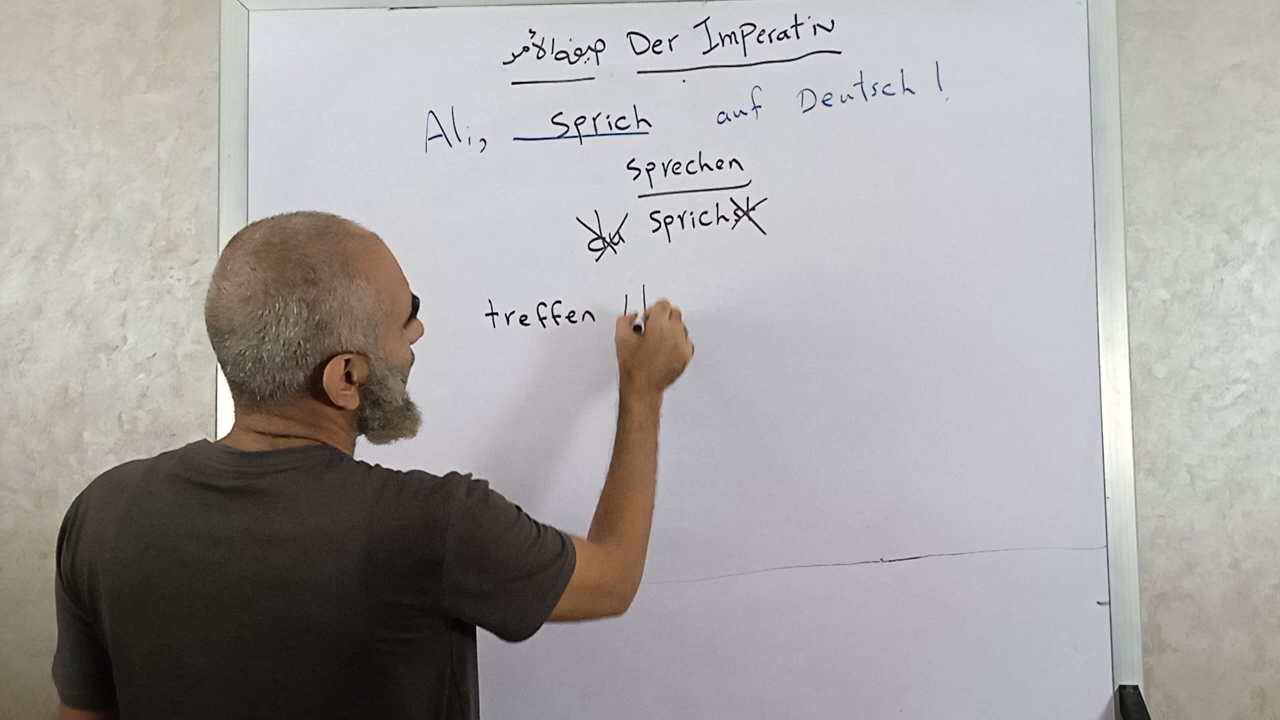 صيغة الأمر Der Imperativ
Ali, sprich auf Deutsch!
sprechen
du sprichst
treffen